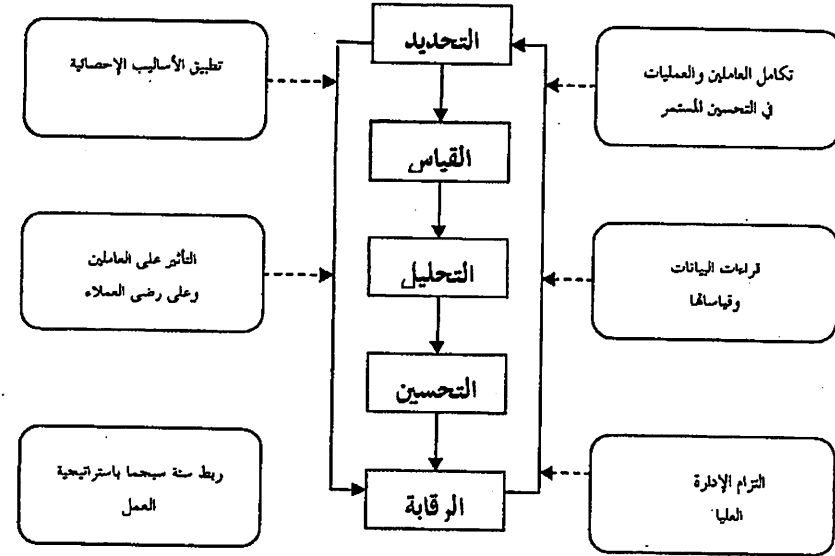 التحديد
تكامل العاملين والعمليات
في التحسين المستمر
تطبيق الأساليب الإحصائية
القياس
قراءات البيانات
وقياساتها
التحليل
التأثير على العاملين
وعلى رضى العملاء
التحسين
التزام الإدارة
العليا
الرقابة
ربط ستة سيجما باستراتيجية
العمل